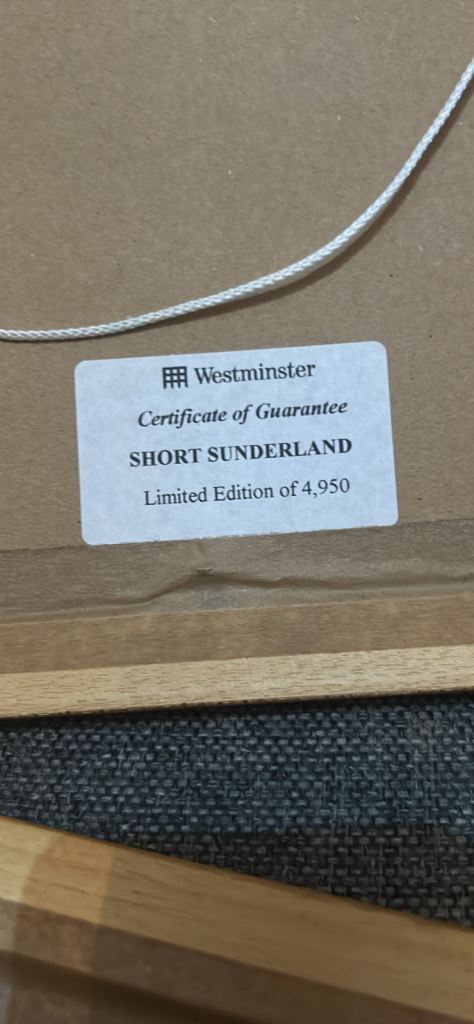 Westminster
Certificate of Guarantee
SHORT SUNDERLAND
Limited Edition of 4,950